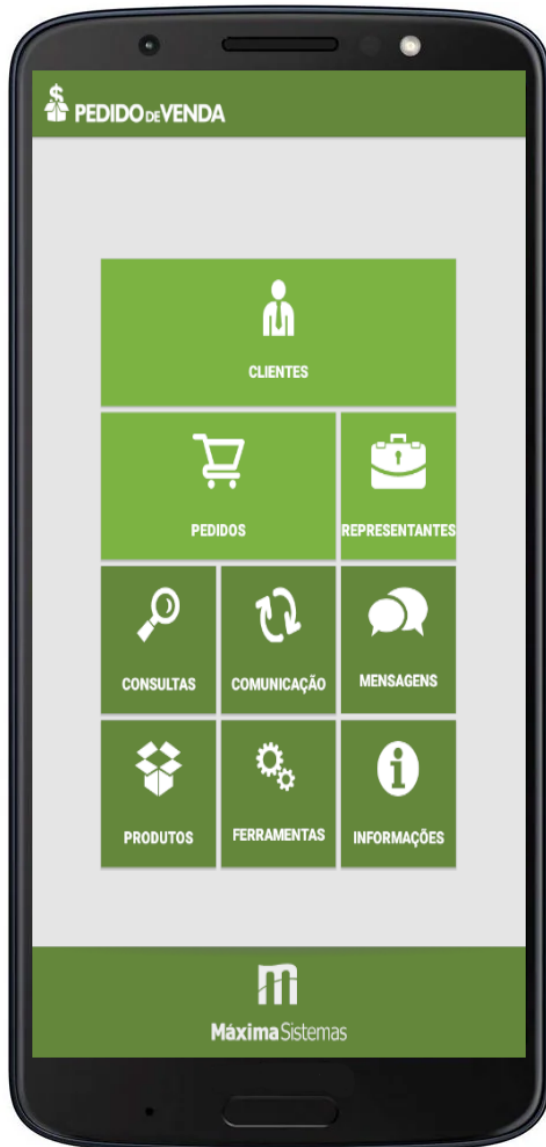 PEDIDO DE VENDA
CLIENTES
PEDIDOS
REPRESENTANTES
CONSULTAS
COMUNICAÇÃO
MENSAGENS
PRODUTOS
FERRAMENTAS
INFORMAÇÕES
Máxima Sistemas